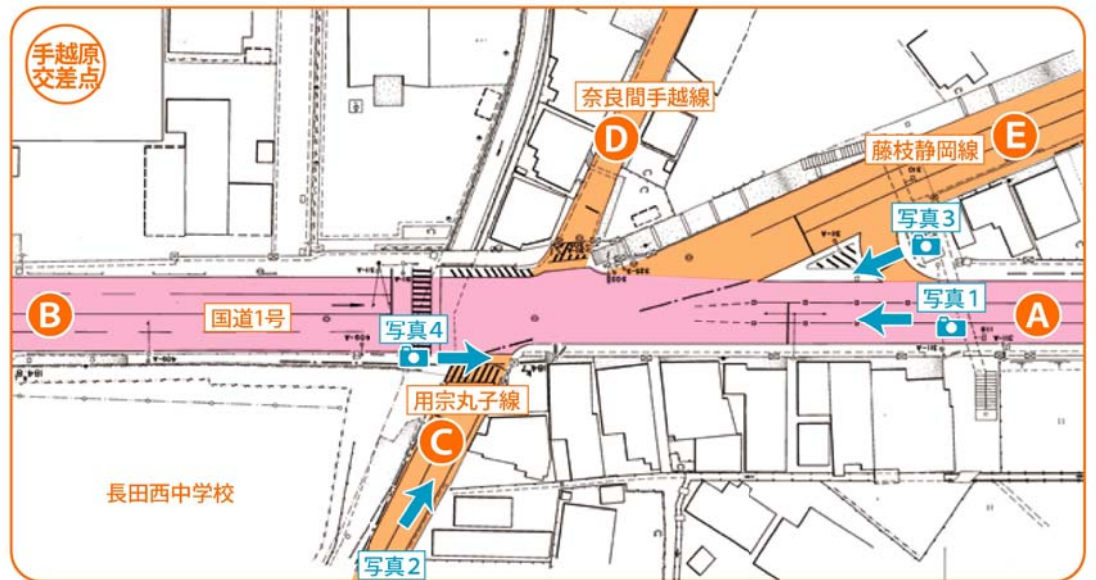 手越原
交差点
奈良間手越線
D
E
藤枝静岡線
写真3
写真1
B
国道1号
写真4
A
用宗丸子線
C
長田西中学校
写真2